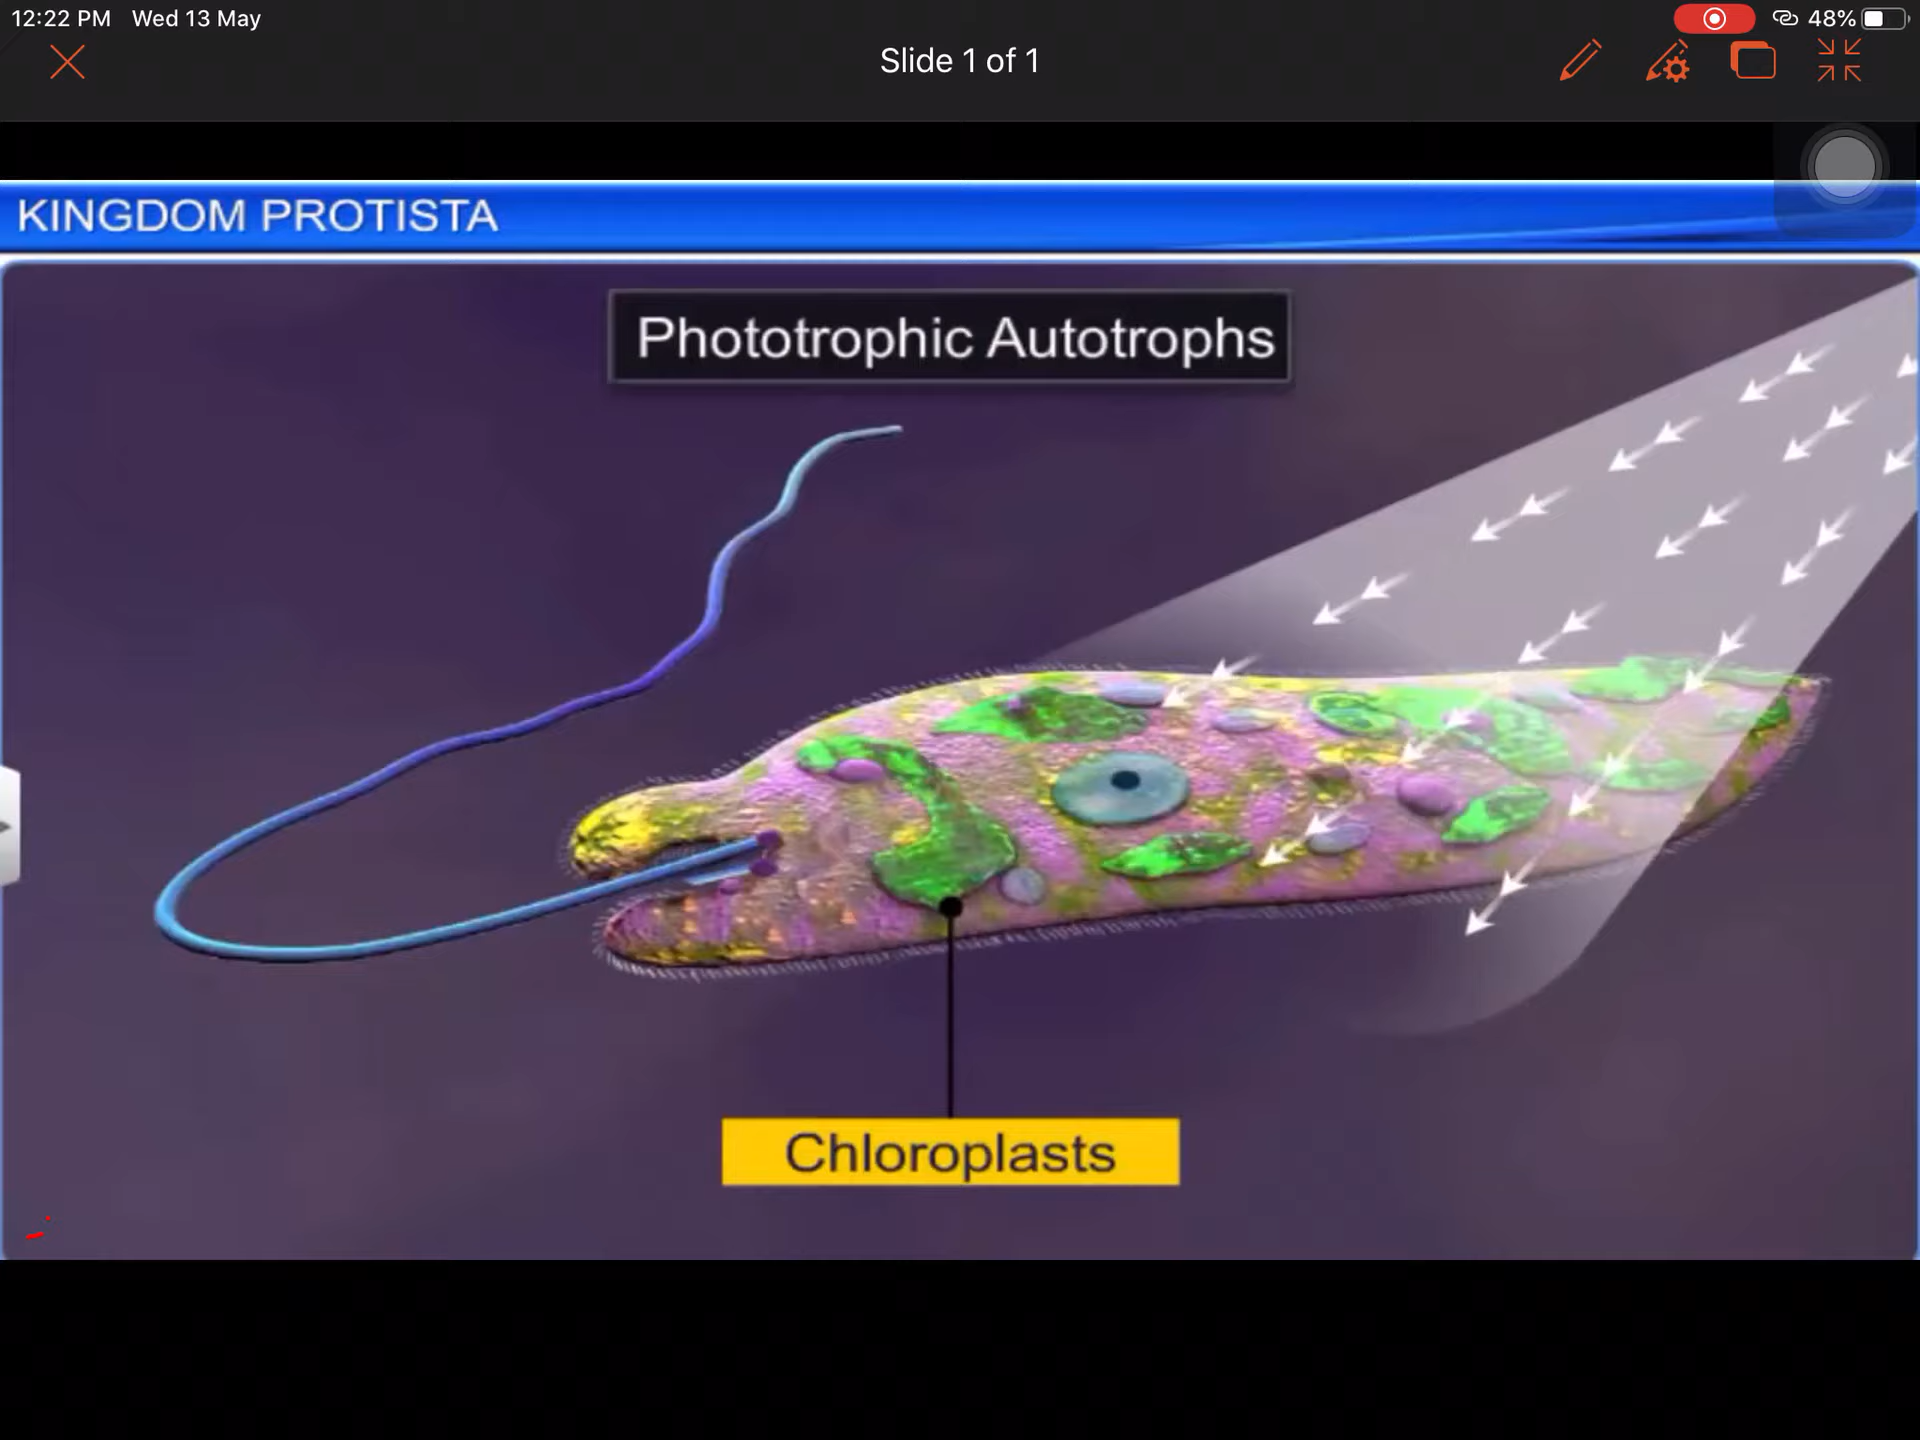 12:22 PM Wed 13 May
48%
Slide 1 of 1
KINGDOM PROTISTA
Phototrophic Autotrophs
Chloroplasts